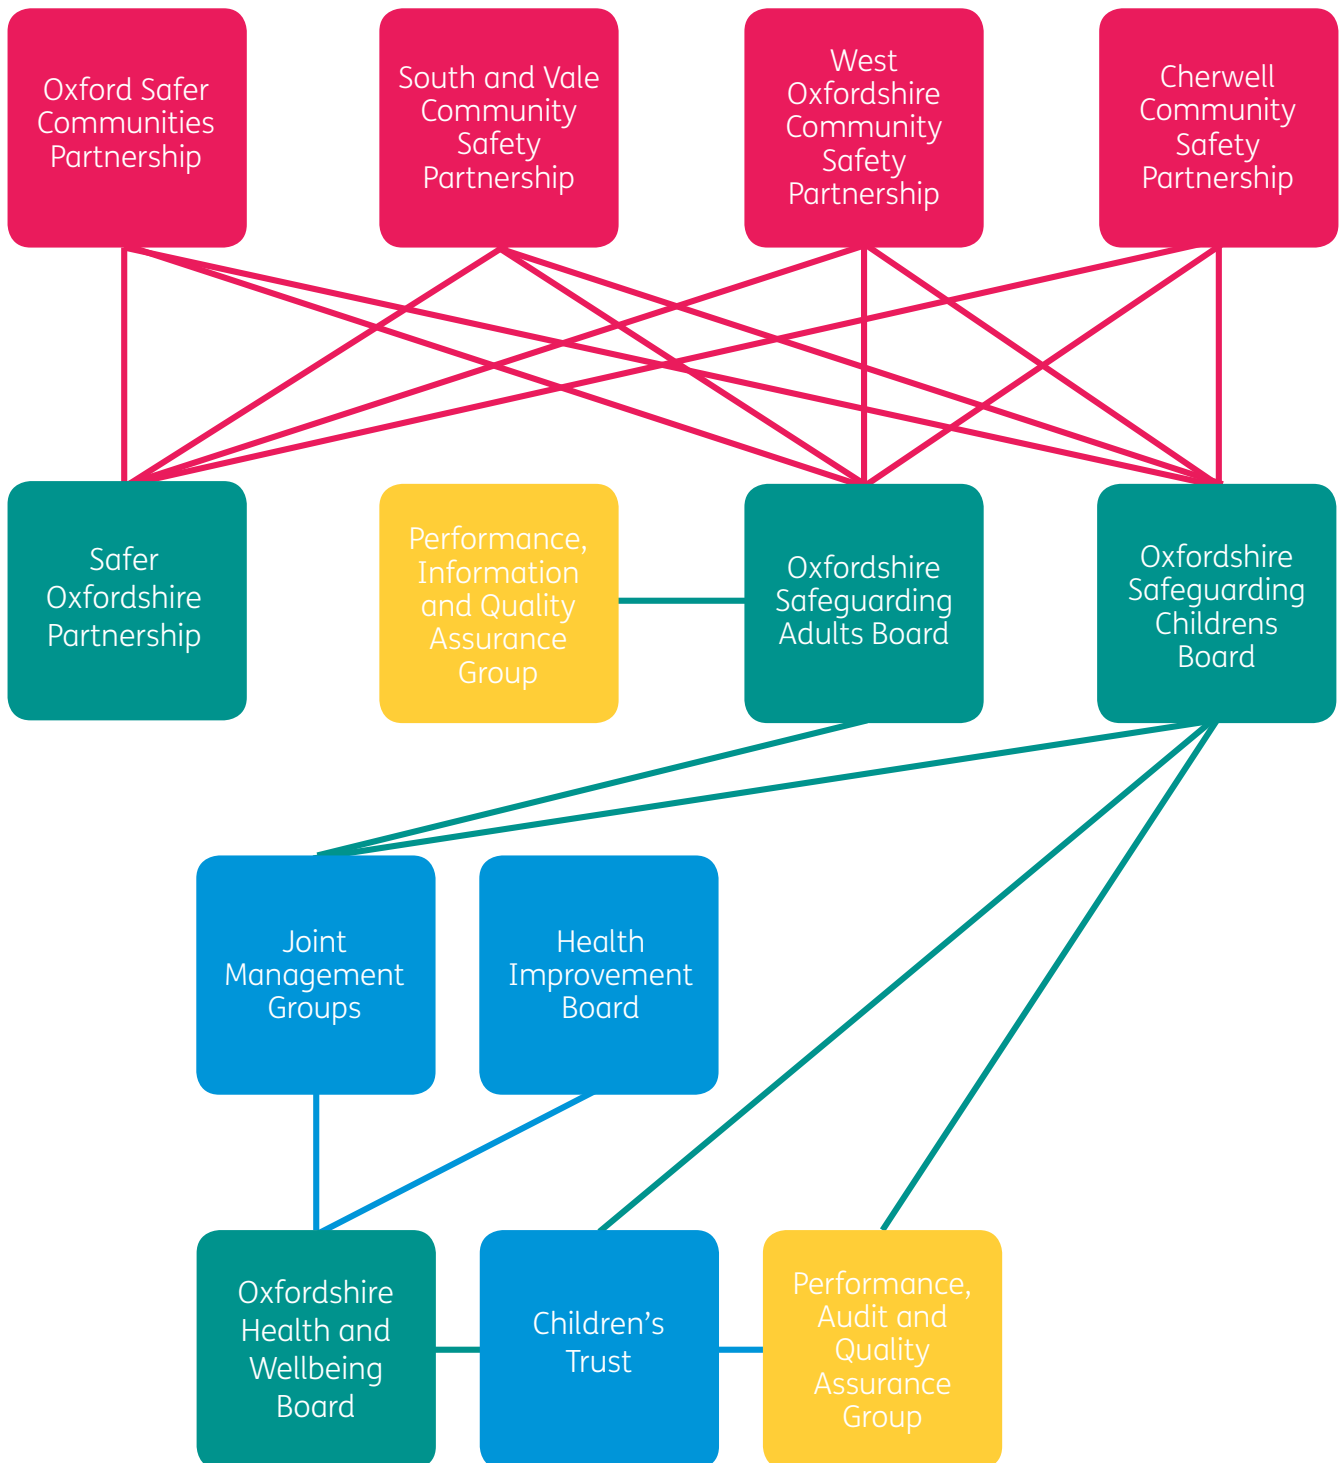 Oxford Safer
Communities
Partnership
South and Vale
Community
Safety
Partnership
West
Oxfordshire
Community
Safety
Partnership
Cherwell
Community
Safety
Partnership
Safer
Oxfordshire
Partnership
Performance,
Information
and Quality
Assurance
Group
Oxfordshire
Safeguarding
Adults Board
Oxfordshire
Safeguarding
Childrens
Board
Joint
Management
Groups
Health
Improvement
Board
Oxfordshire
Health and
Wellbeing
Board
Children’s
Trust
Performance,
Audit and
Quality
Assurance
Group